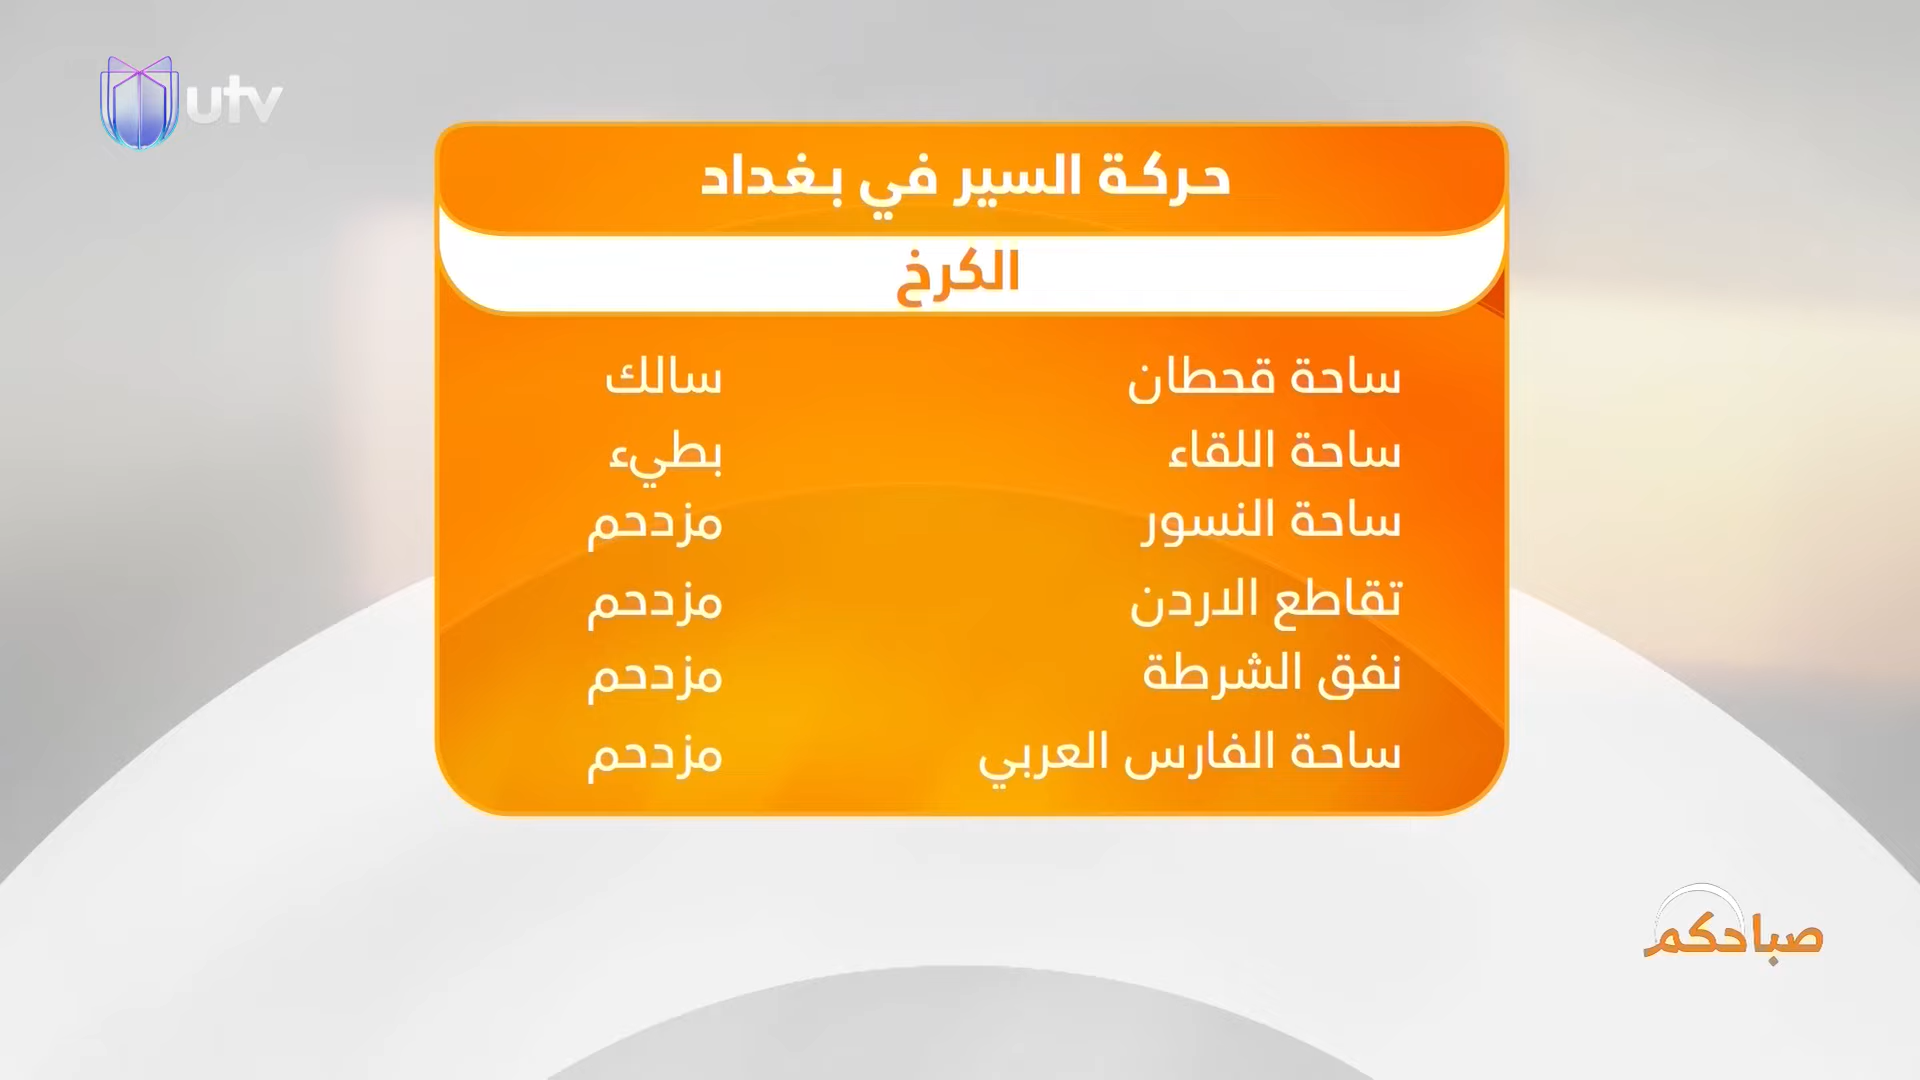 utv
حركة السير في بغداد
الكرخ
ساحة قحطان سالك
ساحة اللقاء بطيء
ساحة النسور مزدحم
تقاطع الاردن مزدحم
نفق الشرطة مزدحم
ساحة الفارس العربي مزدحم
صباحكم